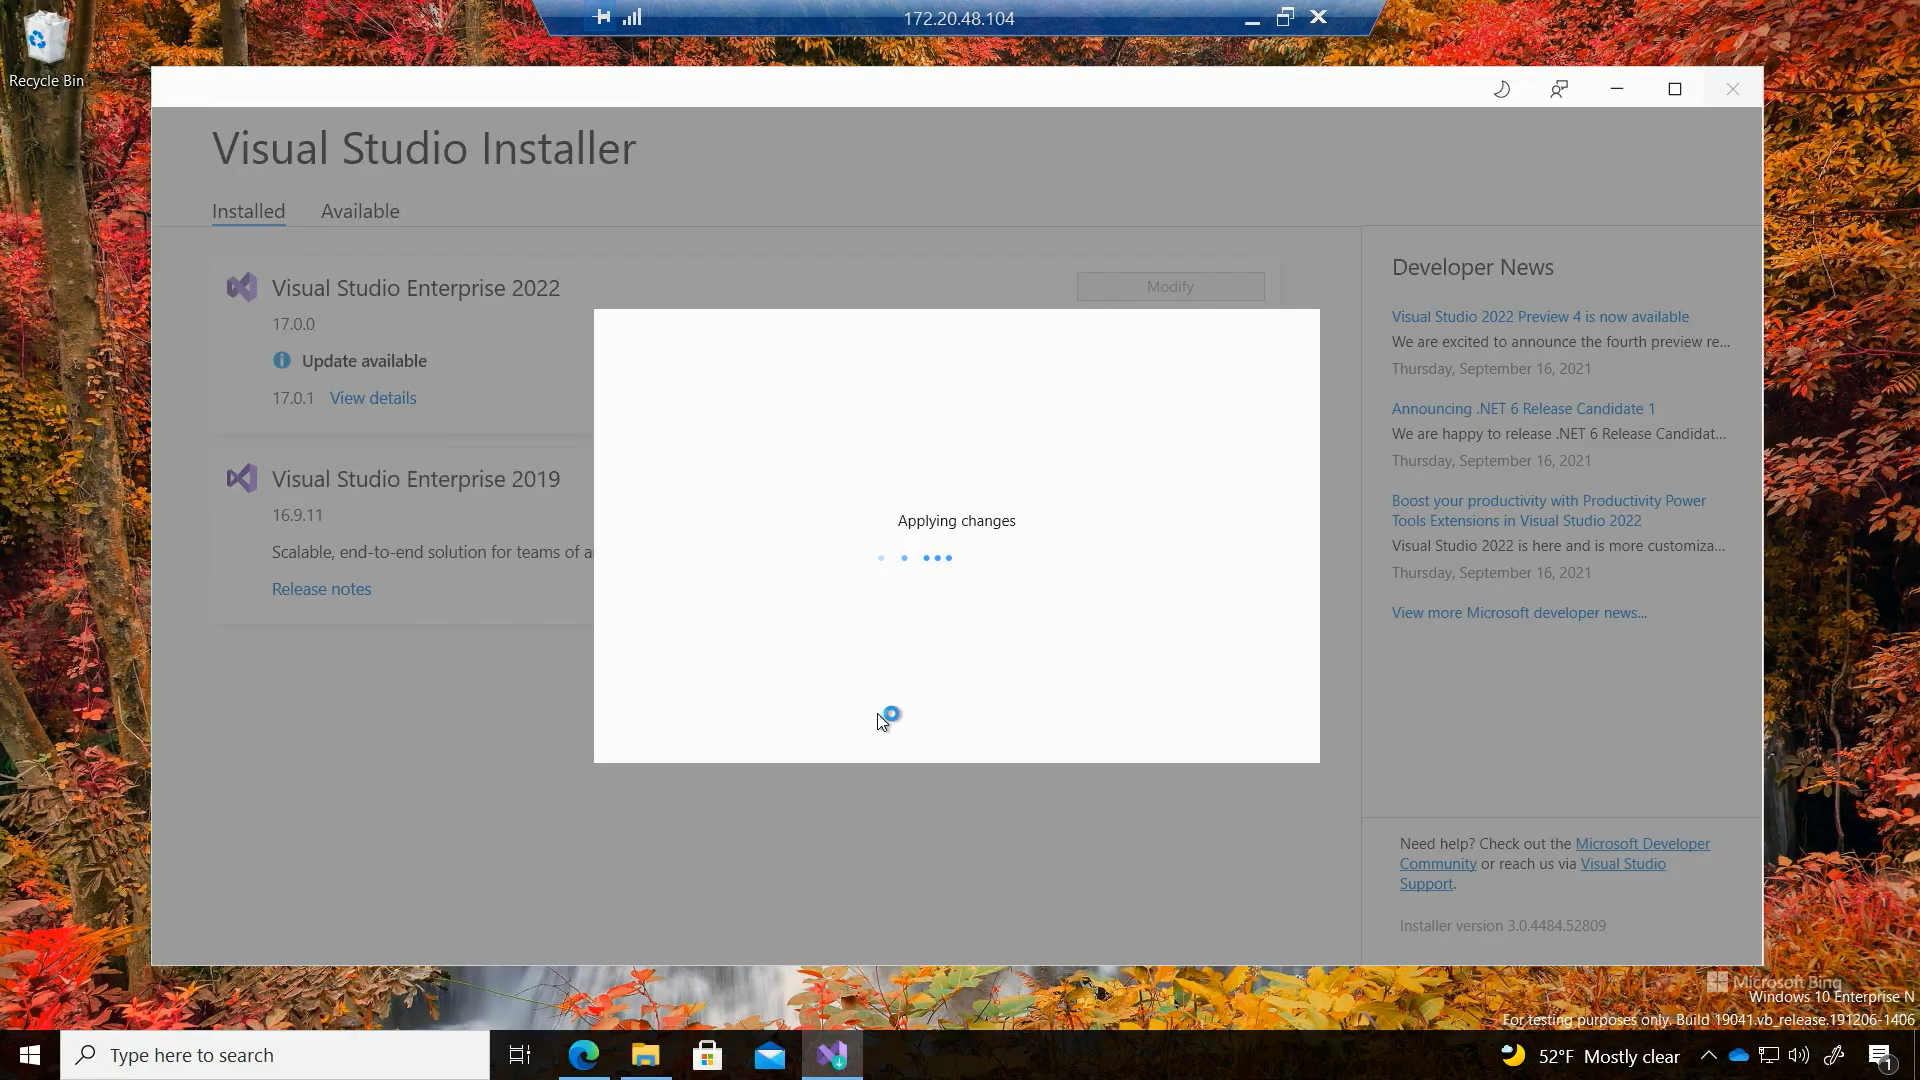 172.20.48.104
Recycle Bin
Visual Studio Installer
Installed
Available
Visual Studio Enterprise 2022
Modify
17.0.0
Update available
17.0.1 View details
Visual Studio Enterprise 2019
16.9.11
Scalable, end-to-end solution for teams of a
Release notes
Applying changes
Developer News
Visual Studio 2022 Preview 4 is now available
We are excited to announce the fourth preview re...
Thursday, September 16, 2021
Announcing .NET 6 Release Candidate 1
We are happy to release .NET 6 Release Candidat...
Thursday, September 16, 2021
Boost your productivity with Productivity Power
Tools Extensions in Visual Studio 2022
Visual Studio 2022 is here and is more customiza...
Thursday, September 16, 2021
View more Microsoft developer news...
Need help? Check out the Microsoft Developer
Community or reach us via Visual Studio
Support.
Installer version 3.0.4484.52809
Microsoft Bing
Windows 10 Enterprise N
For testing purposes only. Build 19041.vb_release.191206-1406
Type here to search
52°F Mostly clear
1